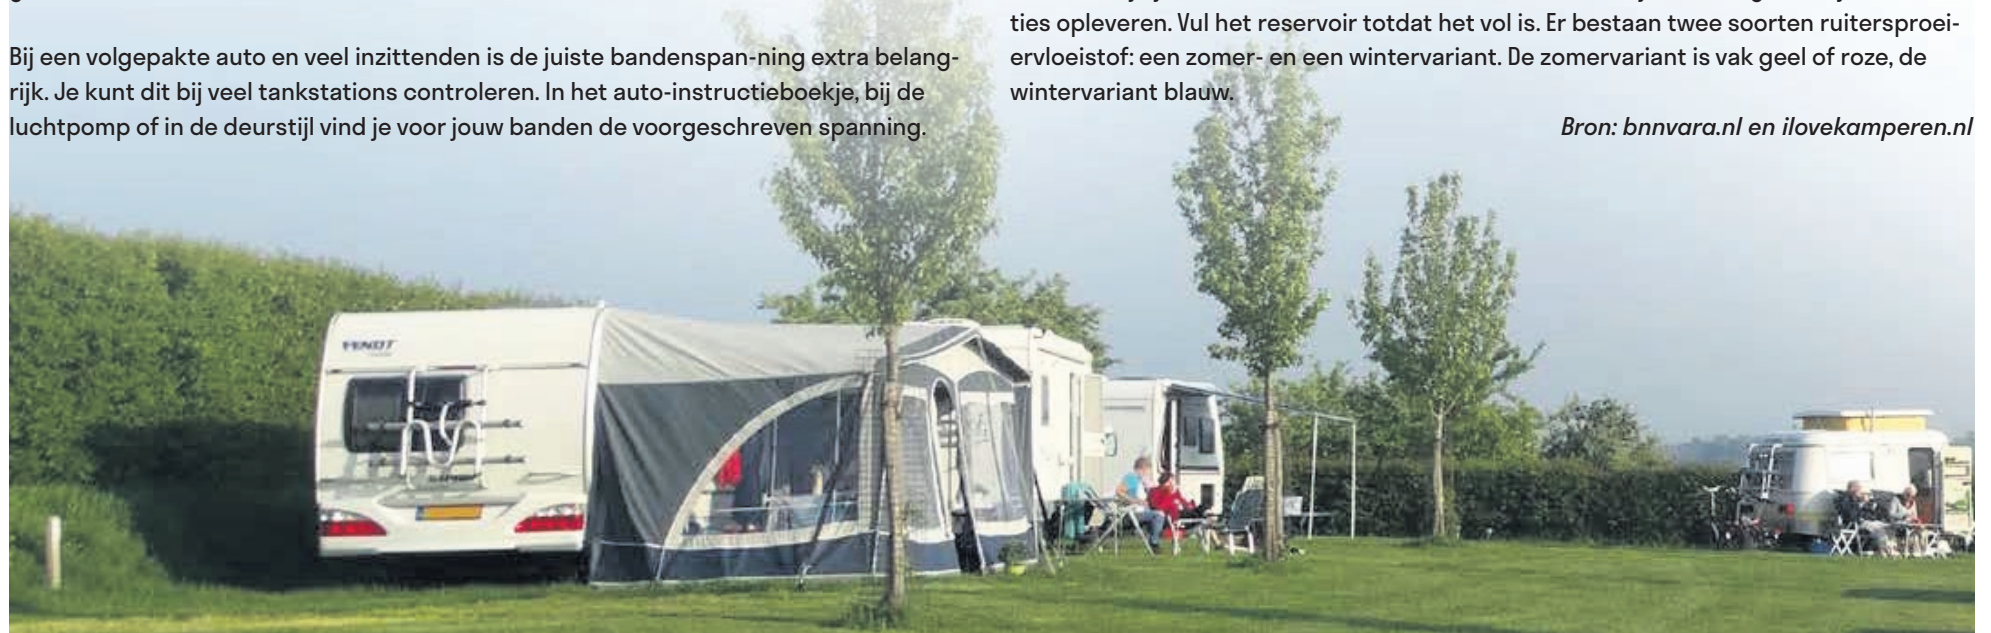 Bij een volgepakte auto en veel inzittenden is de juiste bandenspan-ning extra belang-
rijk. Je kunt dit bij veel tankstations controleren. In het auto-instructieboekje, bij de
luchtpomp of in de deurstijl vind je voor jouw banden de voorgeschreven spanning.
ties opleveren. Vul het reservoir totdat het vol is. Er bestaan twee soorten ruitersproei-
ervloeistof: een zomer- en een wintervariant. De zomervariant is vak geel of roze, de
wintervariant blauw.
Bron: bnnvara.nl en ilovekamperen.nl
FENDT